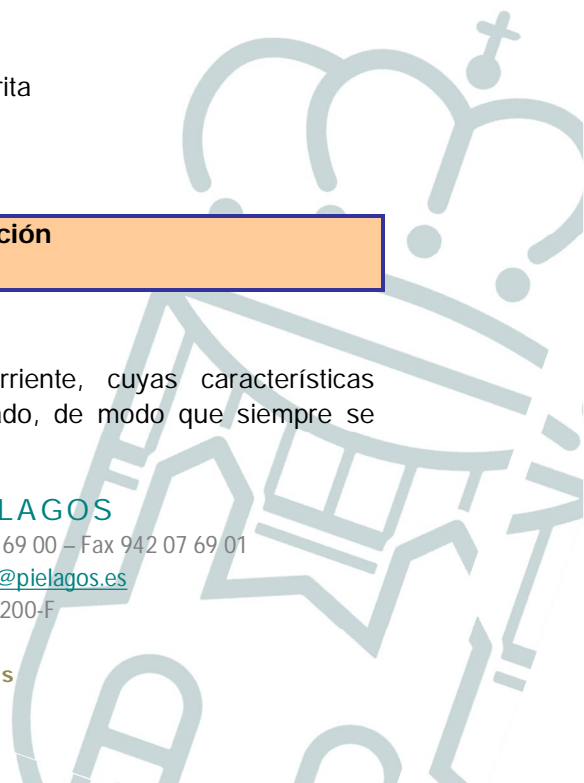 rita
ción
rriente, cuyas características
ado, de modo que siempre se
LAGOS
69 00 – Fax 942 07 69 01
@pielagos.es
200-F
s